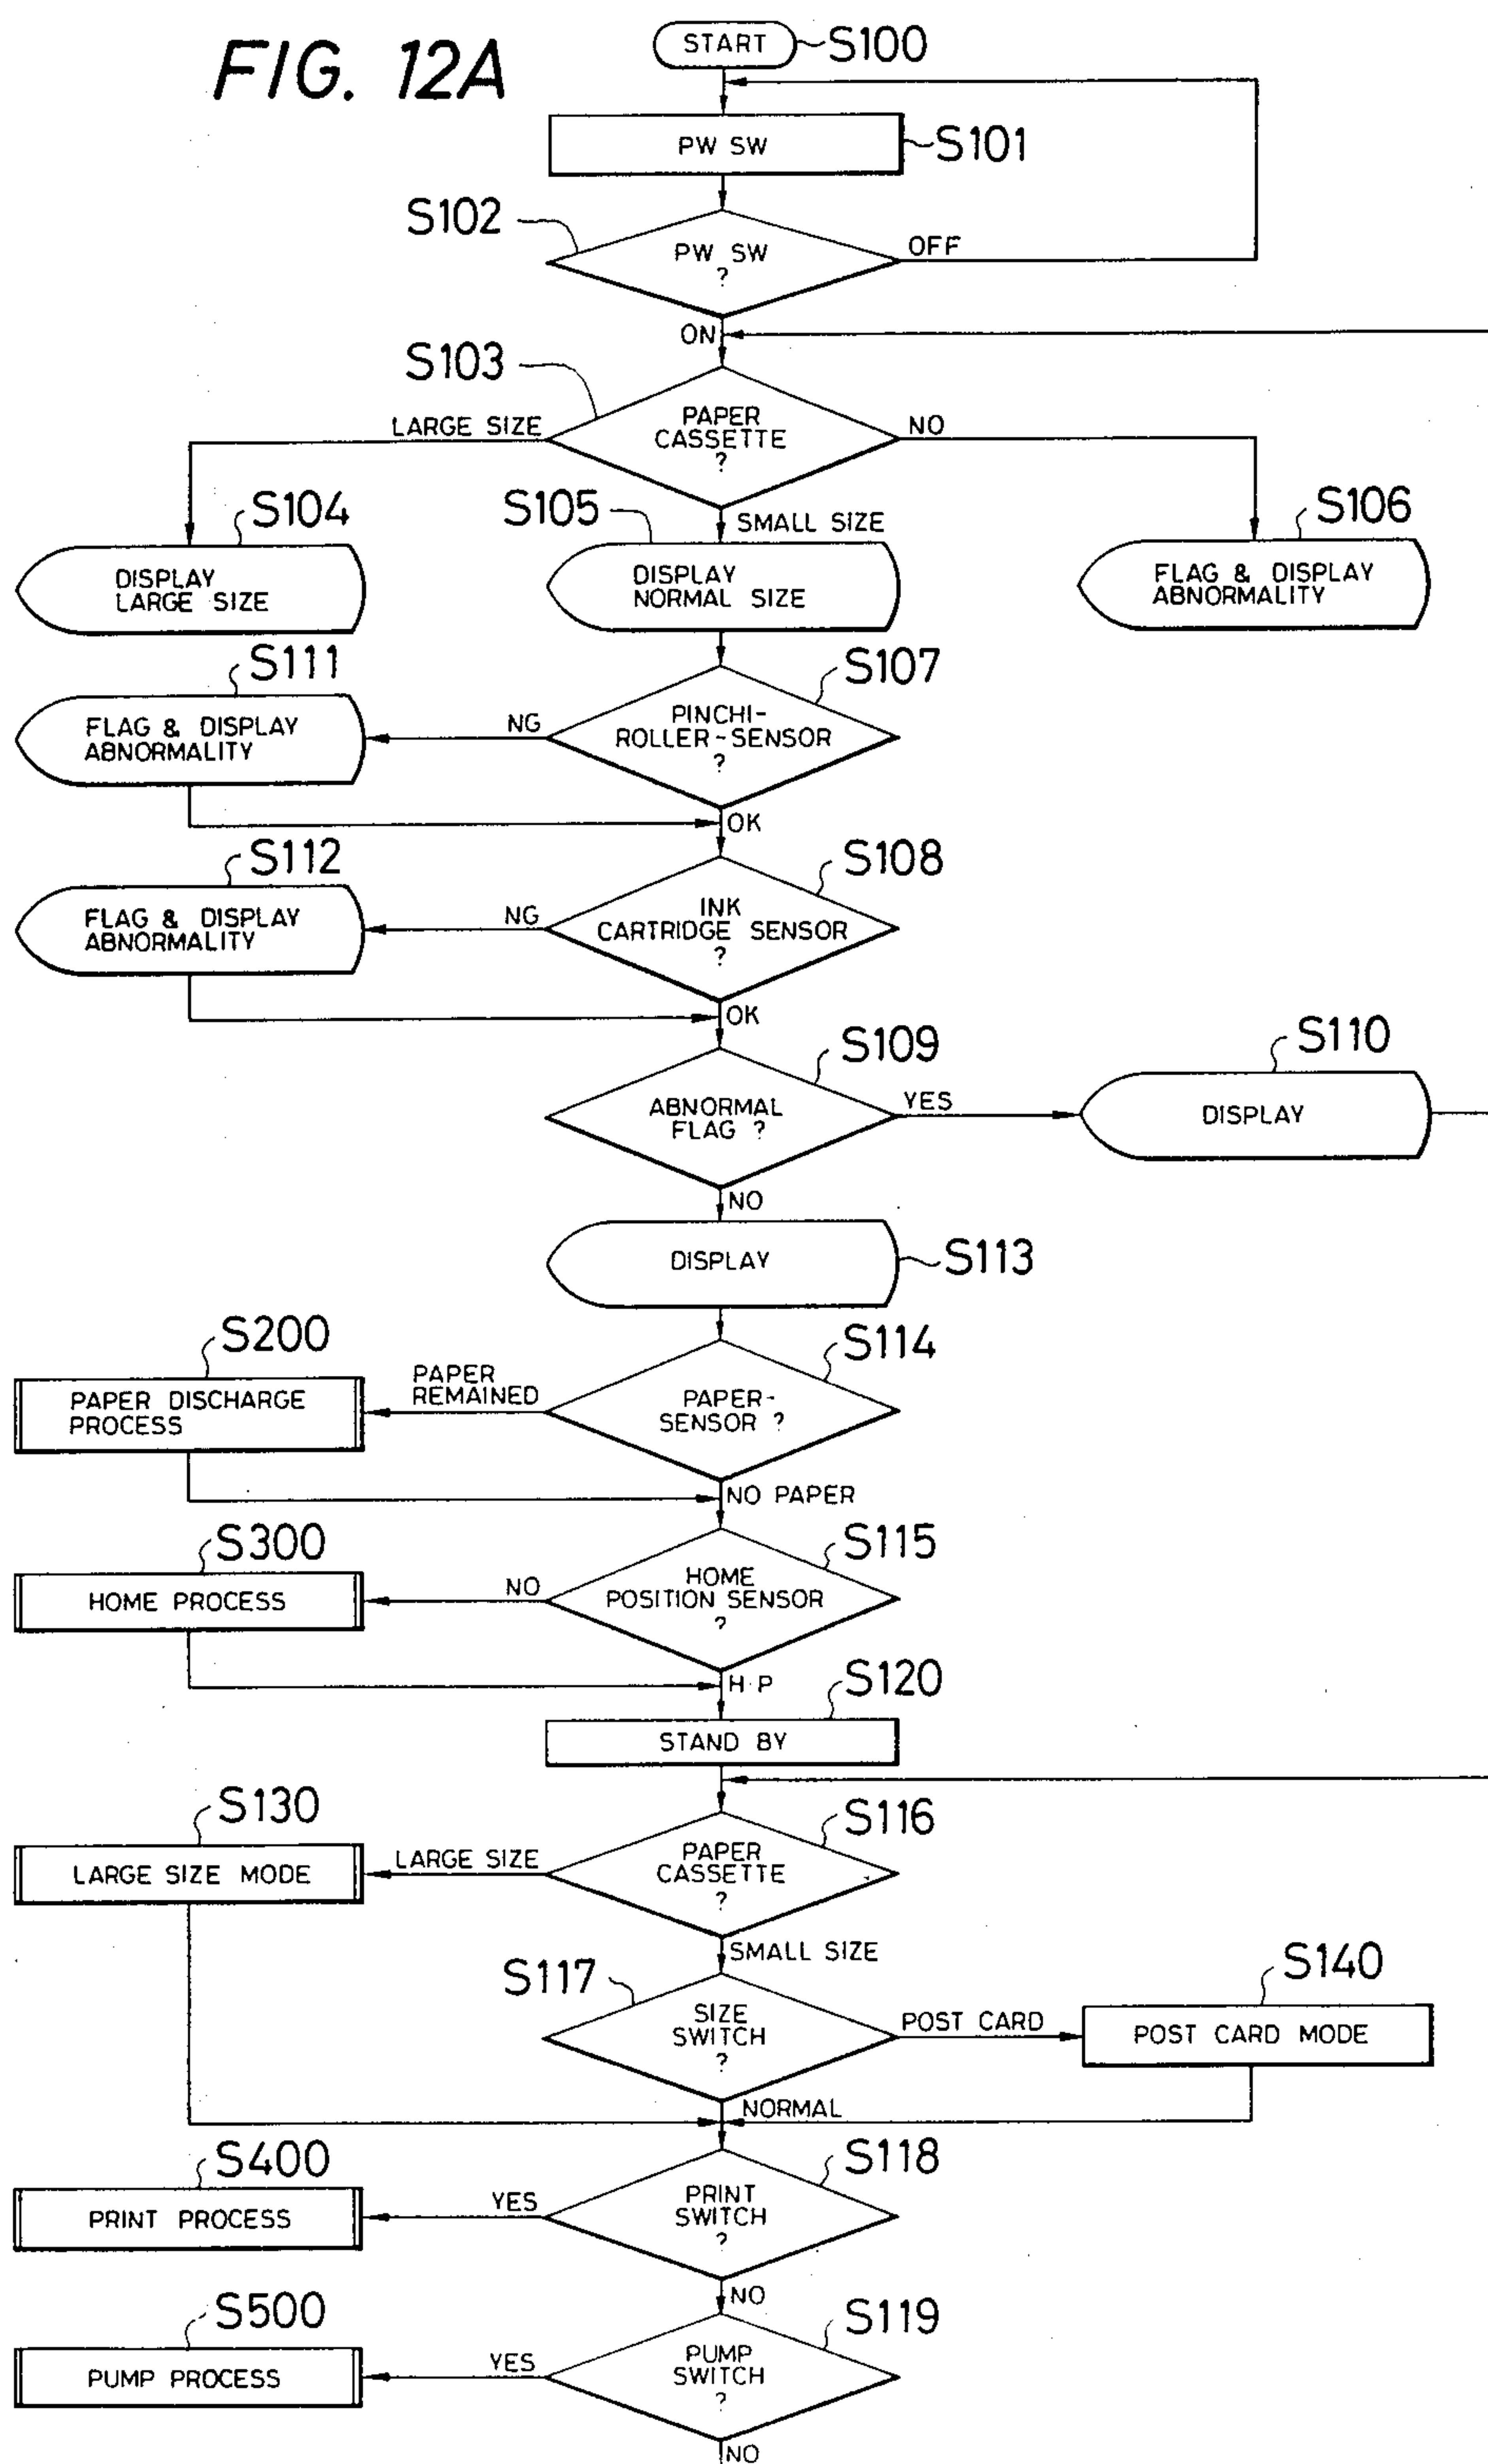 FIG. 12A
START
S100
PW SW
S101
S102
PW SW
?
OFF
ON
S103
PAPER
CASSETTE
?
LARGE SIZE
NO
S104
DISPLAY
LARGE SIZE
S105
SMALL SIZE
DISPLAY
NORMAL SIZE
S106
FLAG & DISPLAY
ABNORMALITY
S111
FLAG & DISPLAY
ABNORMALITY
NG
S107
PINCHI-
ROLLER-SENSOR
?
OK
S112
FLAG & DISPLAY
ABNORMALITY
NG
S108
INK
CARTRIDGE SENSOR
?
OK
S109
ABNORMAL
FLAG ?
YES
S110
DISPLAY
NO
DISPLAY
S113
S200
PAPER DISCHARGE
PROCESS
PAPER
REMAINED
S114
PAPER-
SENSOR ?
NO PAPER
S300
HOME PROCESS
NO
S115
HOME
POSITION SENSOR
?
H·P
S120
STAND BY
S130
LARGE SIZE MODE
LARGE SIZE
S116
PAPER
CASSETTE
?
SMALL SIZE
S117
SIZE
SWITCH
?
POST CARD
S140
POST CARD MODE
NORMAL
S400
PRINT PROCESS
YES
S118
PRINT
SWITCH
?
NO
S500
PUMP PROCESS
YES
S119
PUMP
SWITCH
?
NO